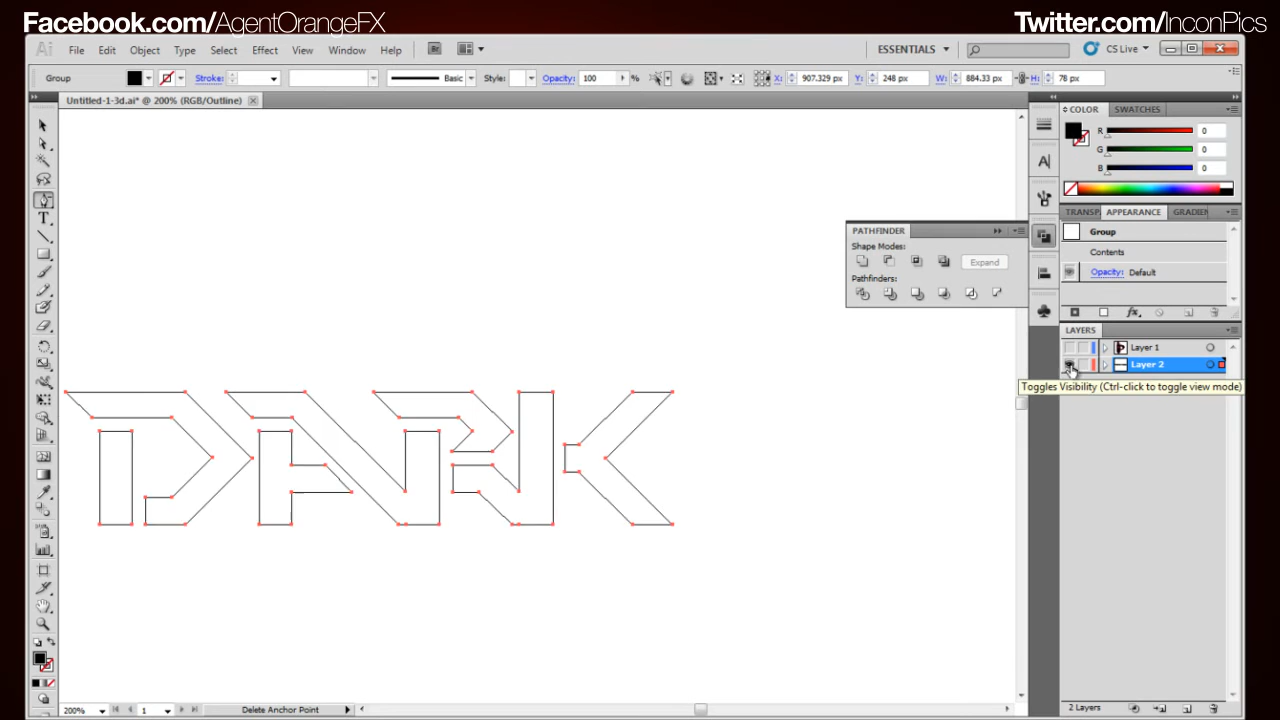 Facebook.com/AgentOrangeFX
Twitter.com/InconPics
Ai File Edit Object Type Select Effect View Window Help Br ESSENTIALS CS Live
Group Stroke: Basic Style: Opacity: 100 % X: 907.329 px Y: 248 px W: 884.33 px H: 78 px
Untitled-1-3d.ai* @ 200% (RGB/Outline)
COLOR SWATCHES
R 0
G 0
B 0
TRANSP APPEARANCE GRADIEN
Group
Contents
Opacity: Default
fx
PATHFINDER
Shape Modes:
Expand
Pathfinders:
LAYERS
Layer 1
Layer 2
Toggles Visibility (Ctrl-click to toggle view mode)
DARK
2 Layers
200% 1 Delete Anchor Point